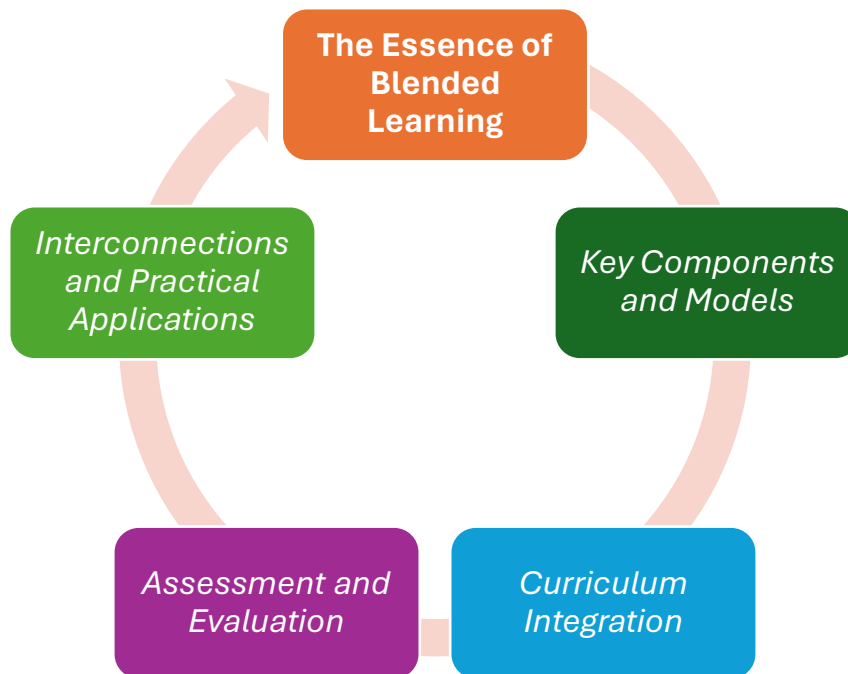 The Essence of
Blended
Learning
Key Components
and Models
Curriculum
Integration
Assessment and
Evaluation
Interconnections
and Practical
Applications